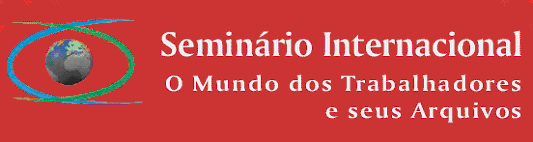 Seminário Internacional
O Mundo dos Trabalhadores
e seus Arquivos